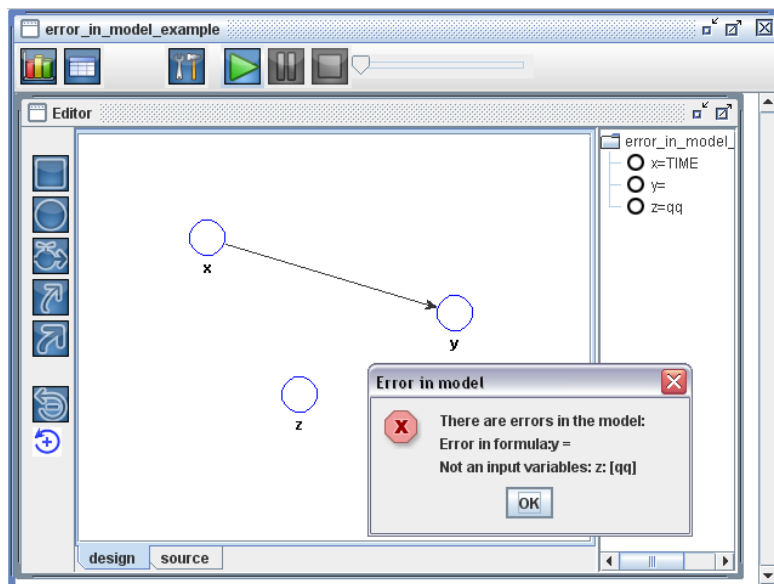 error_in_model_example
Editor
error_in_model_
x=TIME
y=
z=qq
x
y
z
Error in model
There are errors in the model:
Error in formula:y =
Not an input variables: z: [qq]
OK
design
source